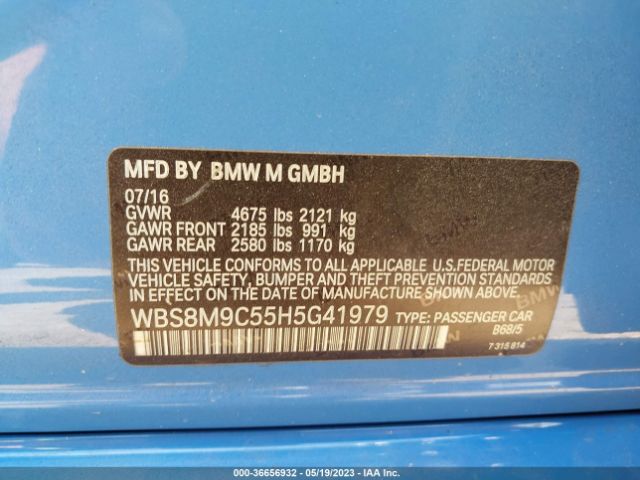 MFD BY BMW M GMBH
07/16
GVWR 4675 lbs 2121 kg
GAWR FRONT 2185 lbs 991 kg
GAWR REAR 2580 lbs 1170 kg
THIS VEHICLE CONFORMS TO ALL APPLICABLE U.S.FEDERAL MOTOR
VEHICLE SAFETY, BUMPER AND THEFT PREVENTION STANDARDS
IN EFFECT ON THE DATE OF MANUFACTURE SHOWN ABOVE.
WBS8M9C55H5G41979 TYPE: PASSENGER CAR
B68/5
7 315 814
000-36656932 - 05/19/2023 - IAA Inc.